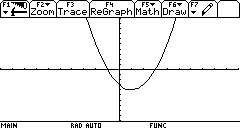 F1▼ F2▼ F3 F4 F5▼ F6▼ F7▼
Zoom Trace ReGraph Math Draw
MAIN RAD AUTO FUNC